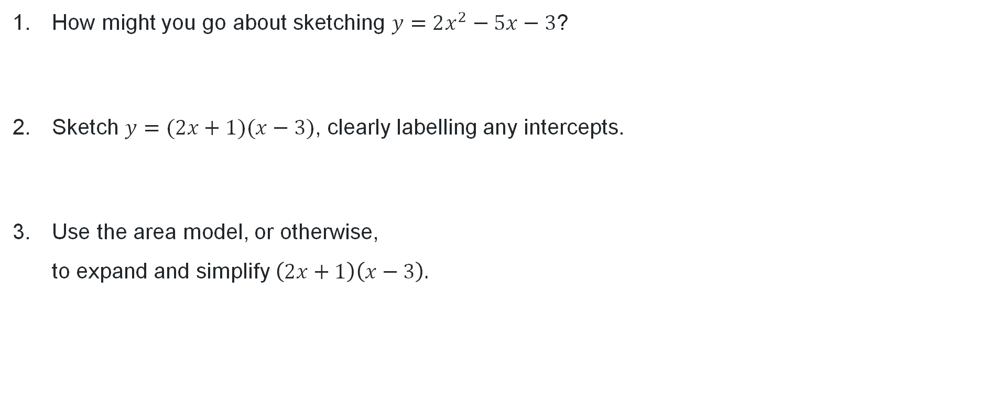 1. How might you go about sketching y = 2x² − 5x − 3?
2. Sketch y = (2x + 1)(x − 3), clearly labelling any intercepts.
3. Use the area model, or otherwise,
to expand and simplify (2x + 1)(x − 3).